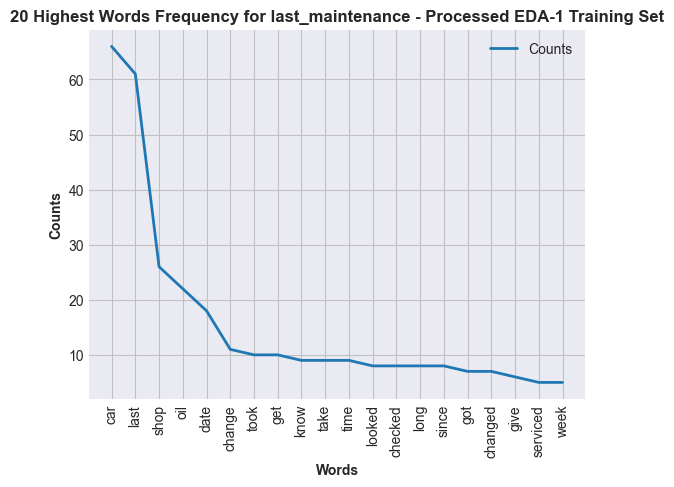 20 Highest Words Frequency for last_maintenance - Processed EDA-1 Training Set
Counts
Counts
60
50
40
30
20
10
car
last
shop
oil
date
change
took
get
know
take
time
looked
checked
long
since
got
changed
give
serviced
week
Words